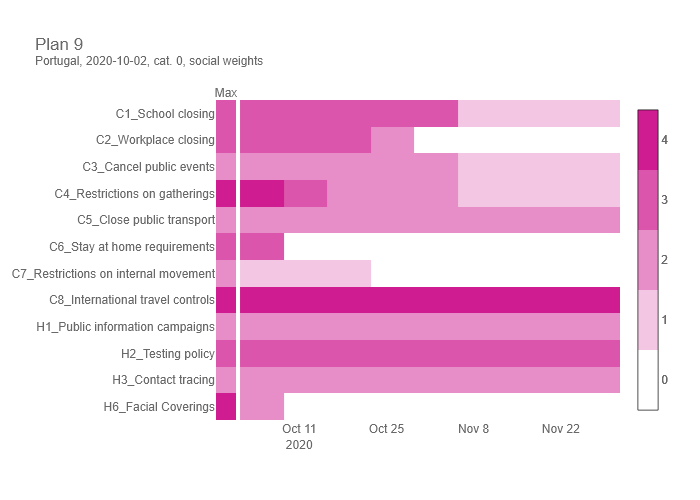 Plan 9
Portugal, 2020-10-02, cat. 0, social weights
Max
C1_School closing
C2_Workplace closing
C3_Cancel public events
C4_Restrictions on gatherings
C5_Close public transport
C6_Stay at home requirements
C7_Restrictions on internal movement
C8_International travel controls
H1_Public information campaigns
H2_Testing policy
H3_Contact tracing
H6_Facial Coverings
Oct 11
2020
Oct 25
Nov 8
Nov 22
4
3
2
1
0